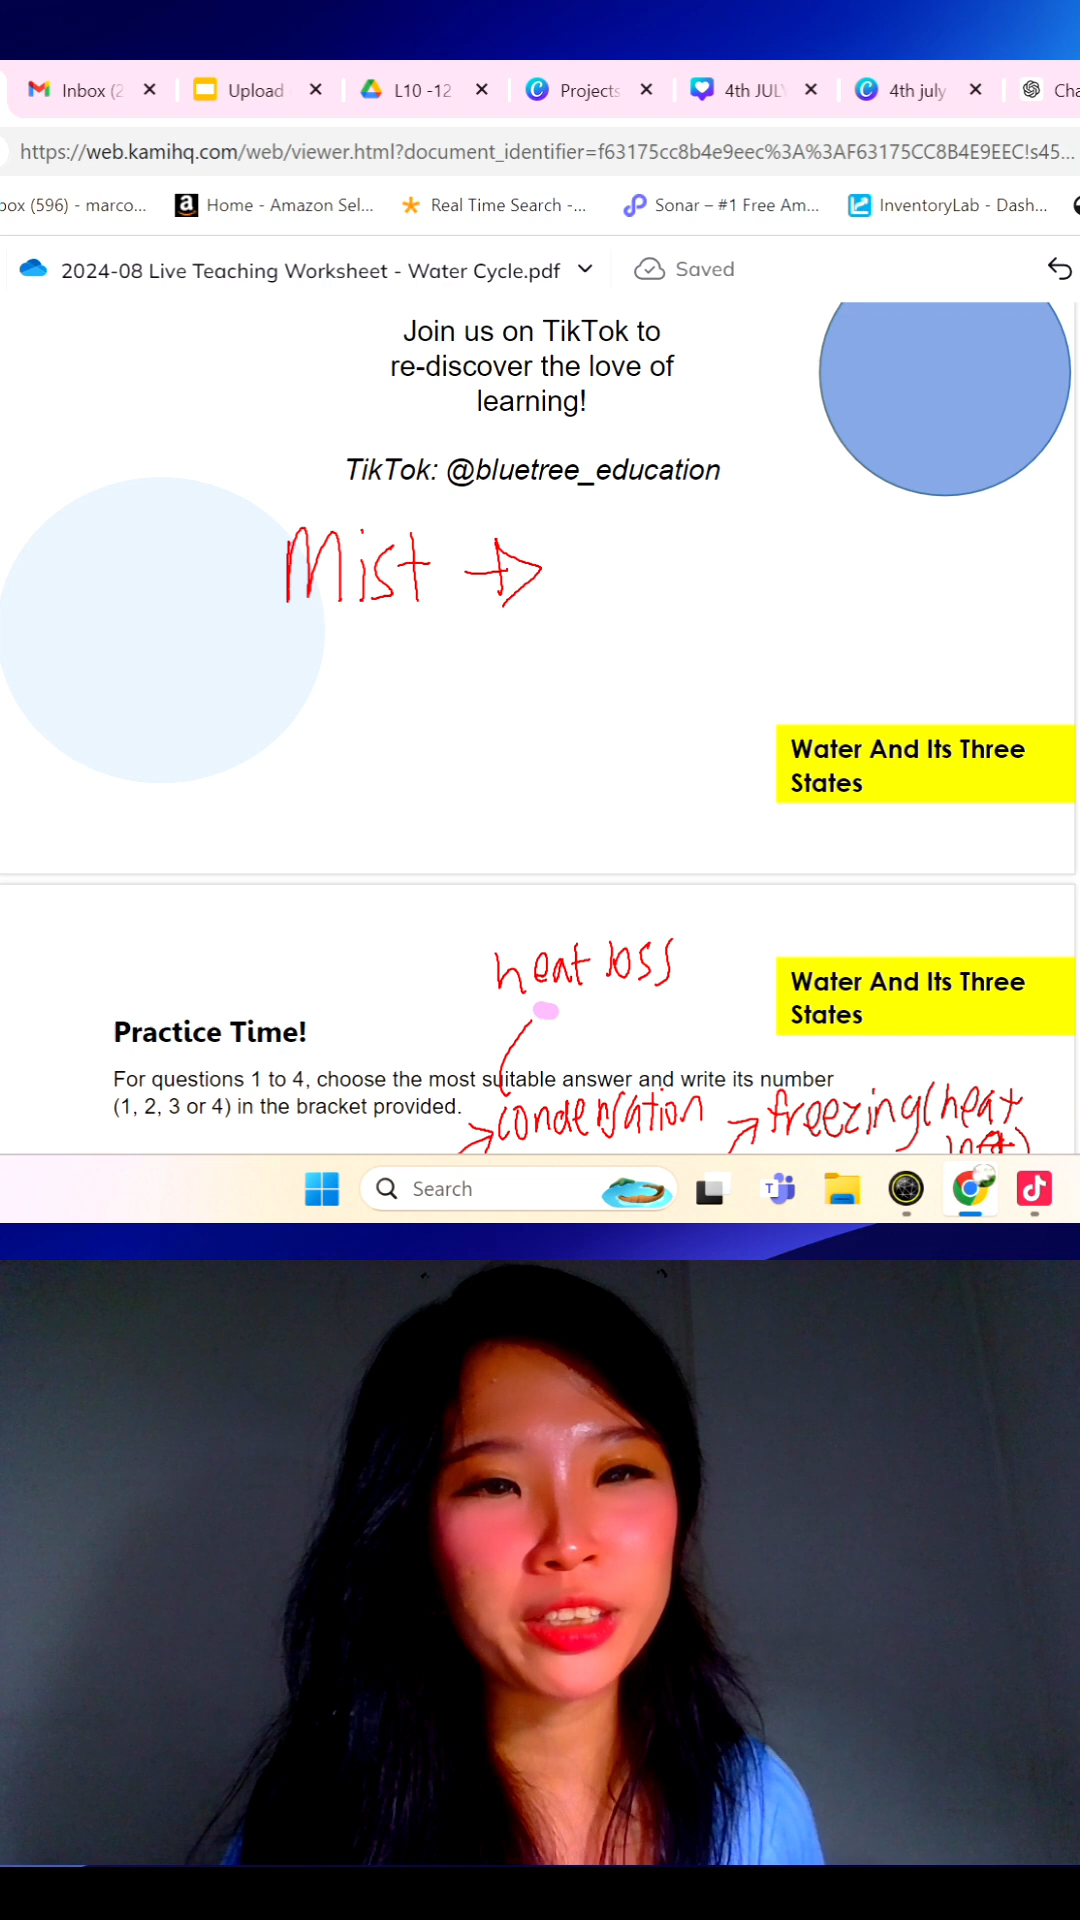 Inbox (2
Upload
L10 -12
Projects
4th JUL
4th july
Cha
https://web.kamihq.com/web/viewer.html?document_identifier=f63175cc8b4e9eec%3A%3AF63175CC8B4E9EEC!s45...
box (596) - marco...
Home - Amazon Sel...
Real Time Search -...
Sonar – #1 Free Am...
InventoryLab - Dash...
2024-08 Live Teaching Worksheet - Water Cycle.pdf
Saved
Join us on TikTok to
re-discover the love of
learning!
TikTok: @bluetree_education
Mist →
Water And Its Three
States
heat loss
Water And Its Three
States
Practice Time!
For questions 1 to 4, choose the most suitable answer and write its number
(1, 2, 3 or 4) in the bracket provided.
condensation
freezing(heat
Search